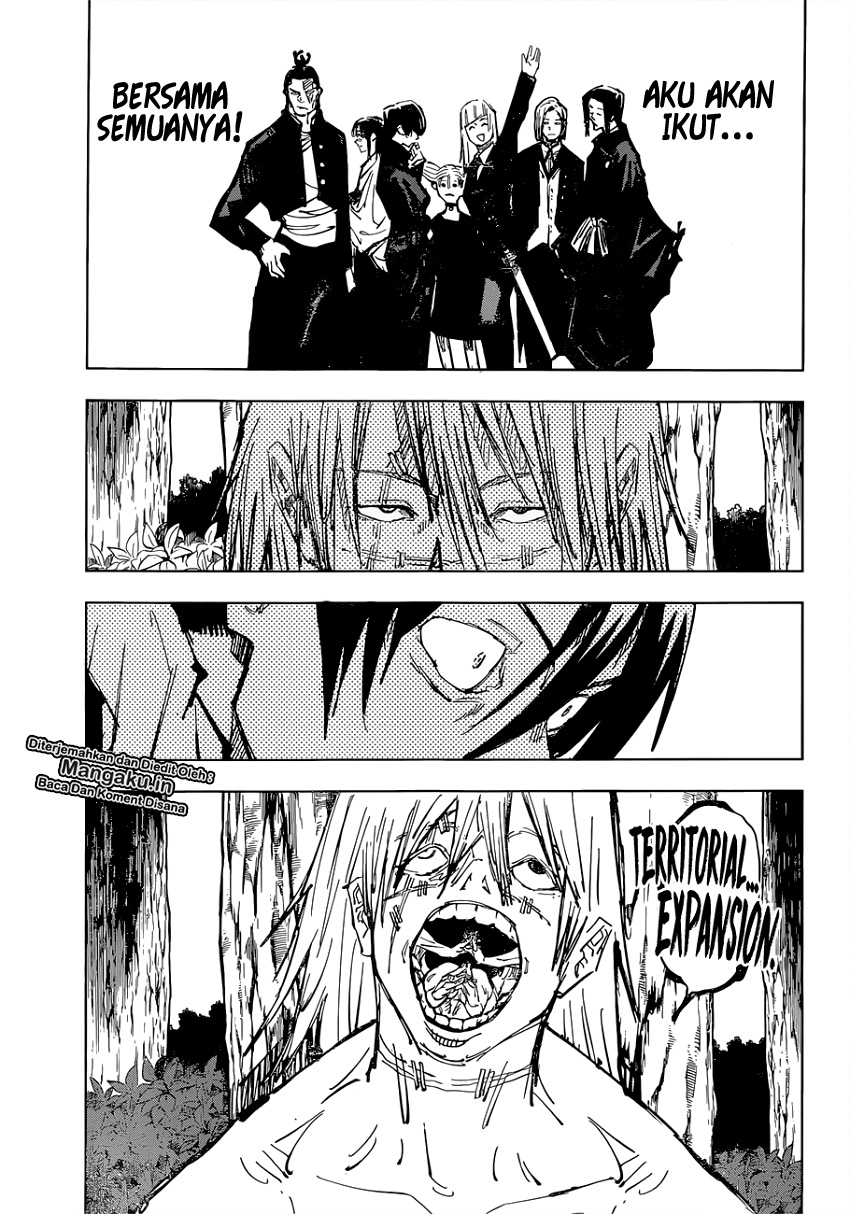 AKU AKAN
IKUT...
BERSAMA
SEMUANYA!
Diterjemahkan dan Diedit Oleh :
Mangaku.in
Baca Dan Koment Disana
TERRITORIAL...
EXPANSION.